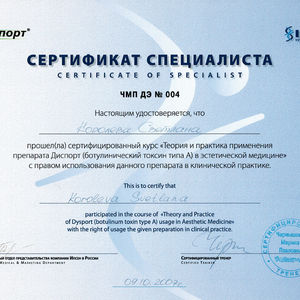 спорт®
СЕРТИФИКАТ СПЕЦИАЛИСТА
CERTIFICATE OF SPECIALIST
ЧМП ДЭ № 004
Настоящим удостоверяется, что
Королева Светлана
прошел(ла) сертифицированный курс «Теория и практика применения
препарата Диспорт (ботулинический токсин типа А) в эстетической медицине»
с правом использования данного препарата в клинической практике.
This is to certify that
Koroleva Svetlana
participated in the course of «Theory and Practice
of Dysport (botulinum toxin type A) usage in Aesthetic Medicine»
with the right of usage the given preparation in clinical practice.
отдел представительства компании Ипсен в России
Medical & Marketing Department
Сертифицированный тренер
Certified Trainer
09.10.2009г.